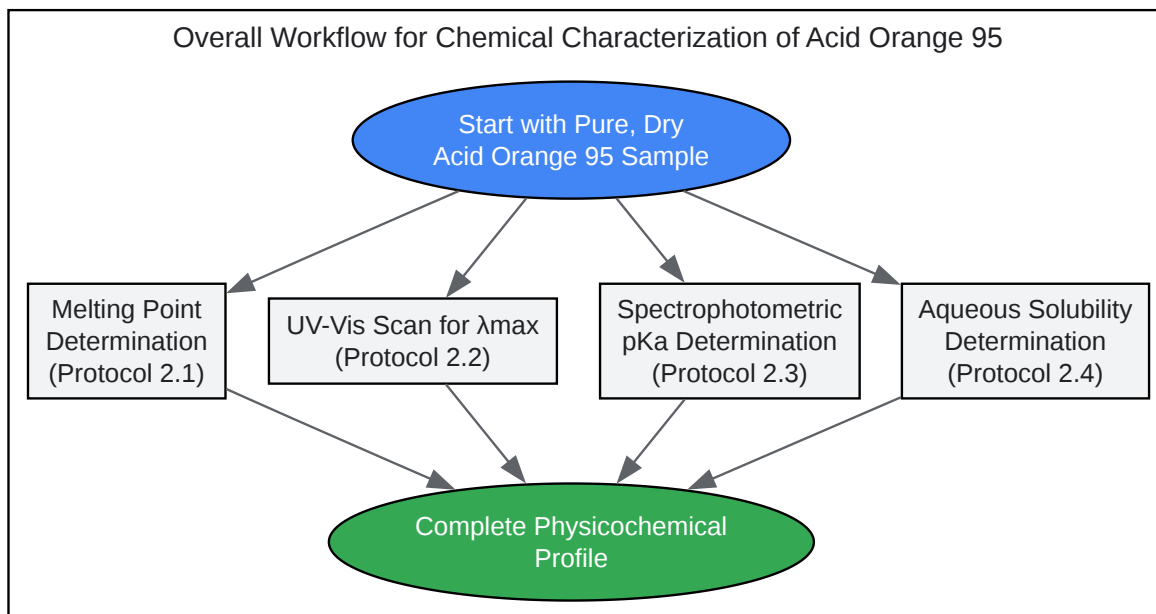 Overall Workflow for Chemical Characterization of Acid Orange 95
Start with Pure, Dry
Acid Orange 95 Sample
Melting Point
Determination
(Protocol 2.1)
UV-Vis Scan for λmax
(Protocol 2.2)
Spectrophotometric
pKa Determination
(Protocol 2.3)
Aqueous Solubility
Determination
(Protocol 2.4)
Complete Physicochemical
Profile